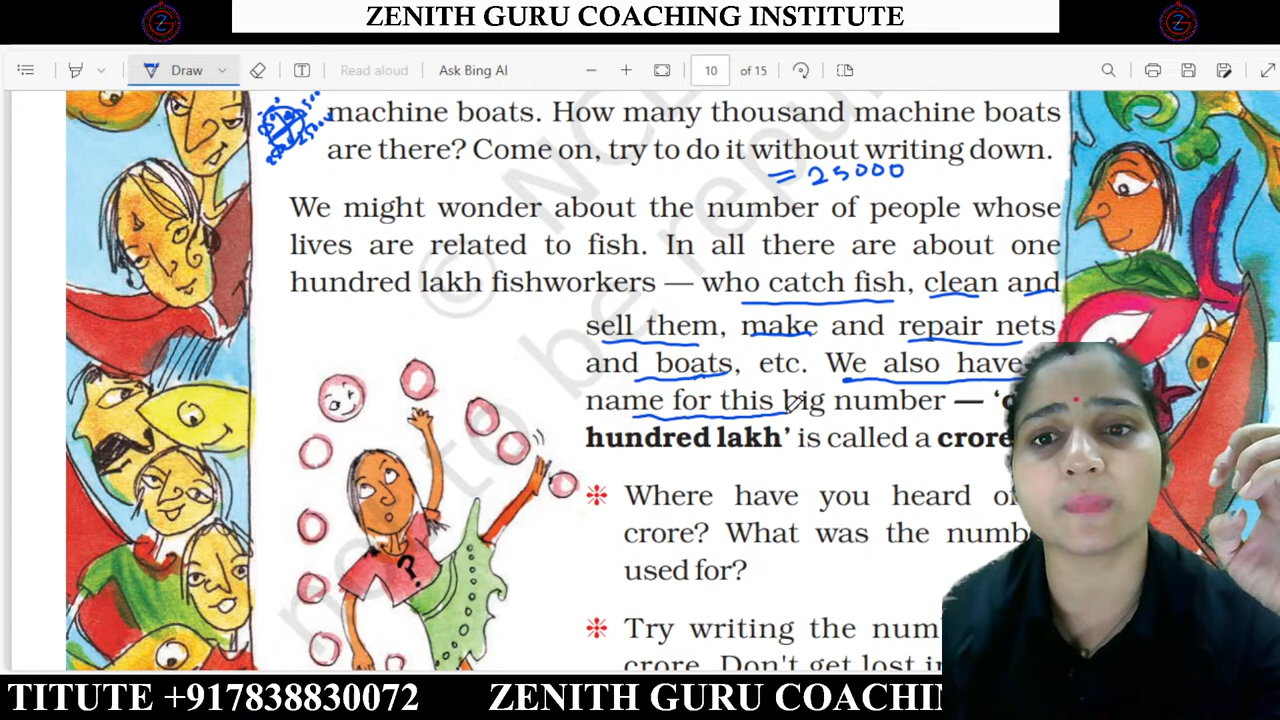 ZENITH GURU COACHING INSTITUTE
Draw
Read aloud
Ask Bing AI
10
of 15
machine boats. How many thousand machine boats
are there? Come on, try to do it without writing down.
= 25000
We might wonder about the number of people whose
lives are related to fish. In all there are about one
hundred lakh fishworkers — who catch fish, clean and
sell them, make and repair nets
and boats, etc. We also have
name for this big number —
hundred lakh' is called a crore
?
Where have you heard
crore? What was the
used for?
Try writing the
crore. Don't get lost
TITUTE +917838830072
ZENITH GURU